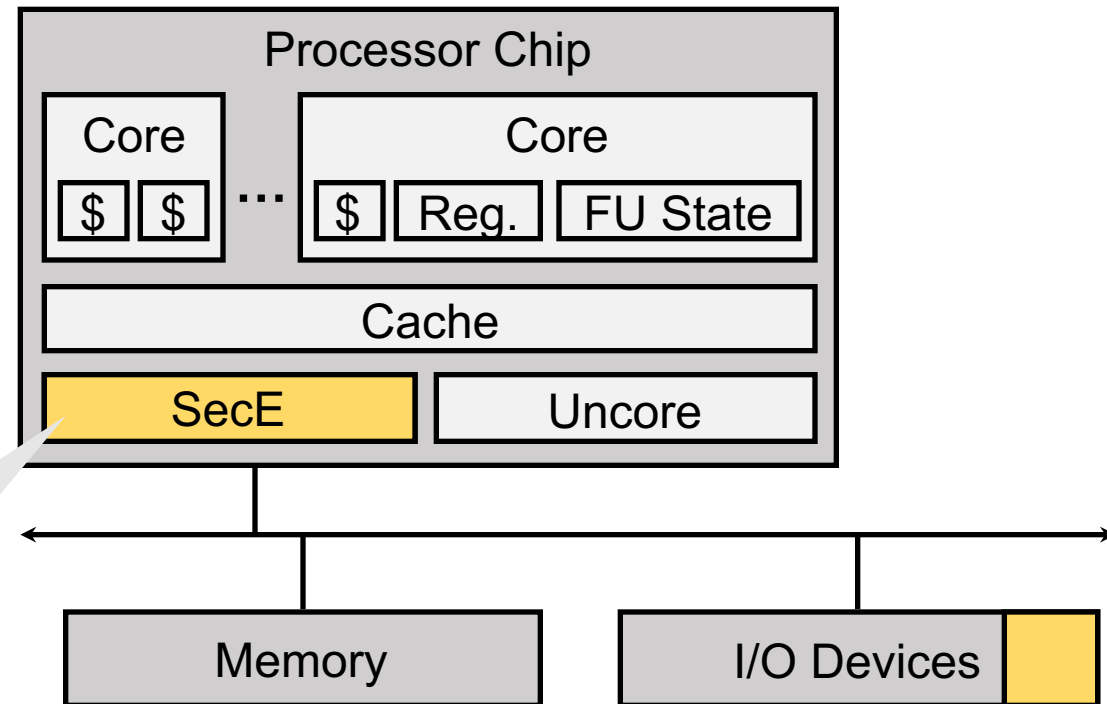 Processor Chip
Core
Core
$ $ ... $ Reg. FU State
Cache
SecE Uncore
Memory I/O Devices